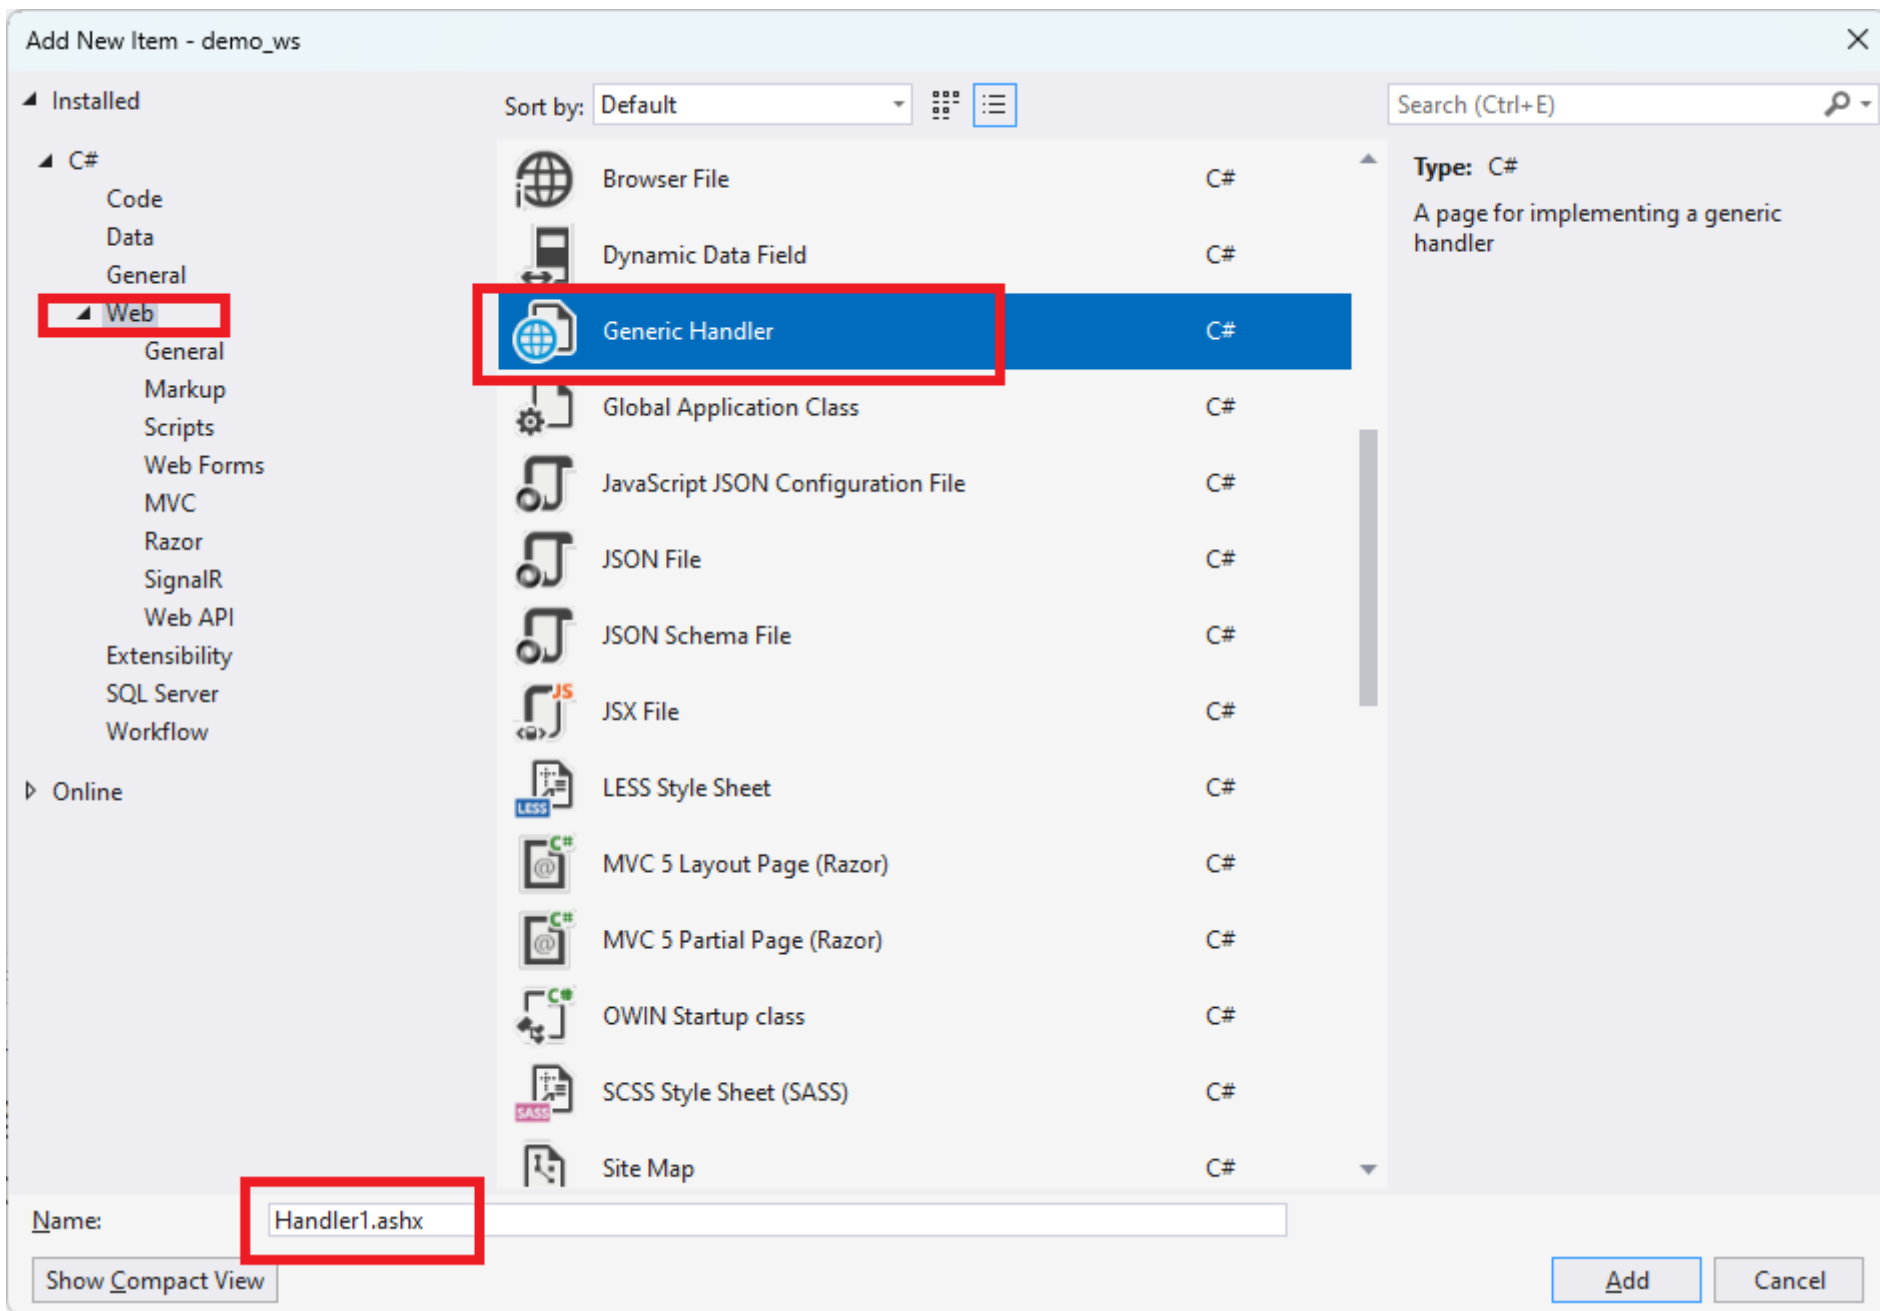 Add New Item - demo_ws
Installed
C#
Code
Data
General
Web
General
Markup
Scripts
Web Forms
MVC
Razor
SignalR
Web API
Extensibility
SQL Server
Workflow
Online
Sort by: Default
Browser File C#
Dynamic Data Field C#
Generic Handler C#
Global Application Class C#
JavaScript JSON Configuration File C#
JSON File C#
JSON Schema File C#
JS
JSX File C#
LESS
LESS Style Sheet C#
C#
@
MVC 5 Layout Page (Razor) C#
C#
@
MVC 5 Partial Page (Razor) C#
C#
OWIN Startup class C#
SASS
SCSS Style Sheet (SASS) C#
Site Map C#
Search (Ctrl+E)
Type: C#
A page for implementing a generic
handler
Name: Handler1.ashx
Show Compact View
Add
Cancel